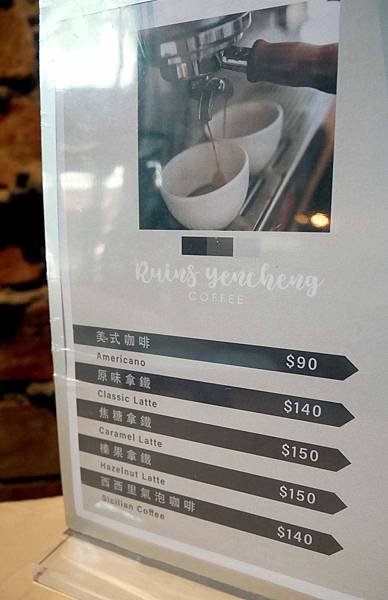 Ruins Yencheng
COFFEE
美式咖啡
Americano
$90
原味拿鐵
Classic Latte
$140
焦糖拿鐵
Caramel Latte
$150
榛果拿鐵
Hazelnut Latte
$150
西西里氣泡咖啡
Sicilian Coffee
$140